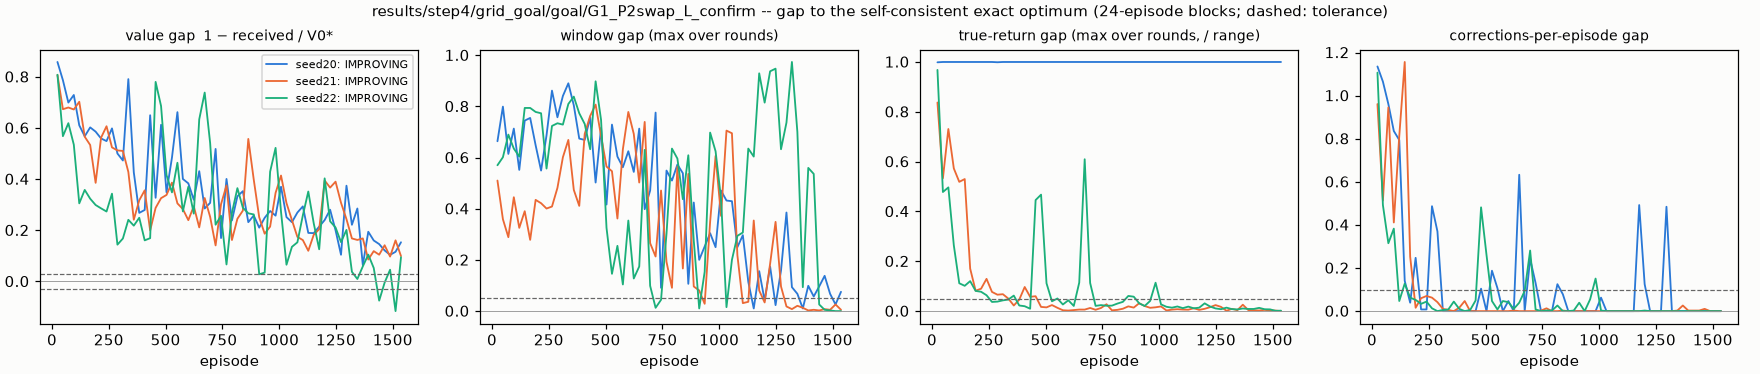 results/step4/grid_goal/goal/G1_P2swap_L_confirm -- gap to the self-consistent exact optimum (24-episode blocks; dashed: tolerance)
value gap  1 − received / V0*
0.8
0.6
0.4
0.2
0.0
0 250 500 750 1000 1250 1500
episode
seed20: IMPROVING
seed21: IMPROVING
seed22: IMPROVING
window gap (max over rounds)
1.0
0.8
0.6
0.4
0.2
0.0
0 250 500 750 1000 1250 1500
episode
true-return gap (max over rounds, / range)
1.0
0.8
0.6
0.4
0.2
0.0
0 250 500 750 1000 1250 1500
episode
corrections-per-episode gap
1.2
1.0
0.8
0.6
0.4
0.2
0.0
0 250 500 750 1000 1250 1500
episode